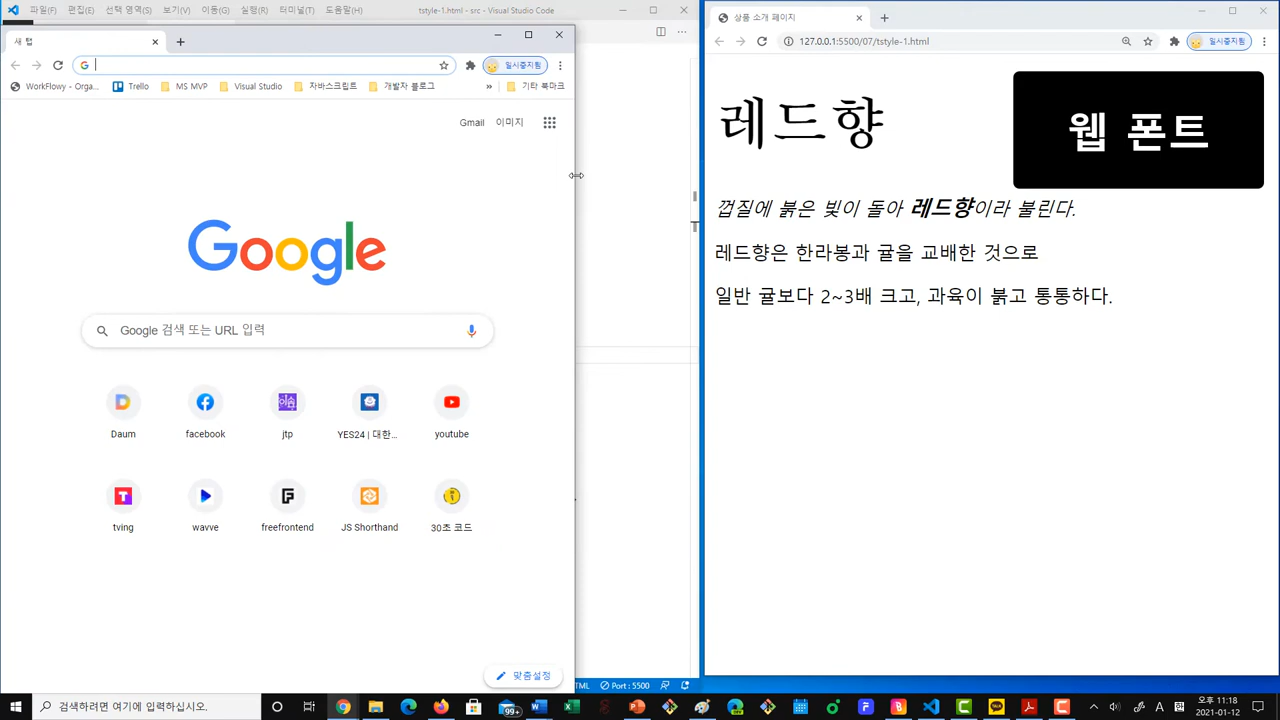 파일(F) 편집(E) 선택 영역(S) 보기(V) 이동(G) 실행(R) 터미널(T) 도움말(H) tstyle-1.html - src - Visual Studio Code
새 탭
일시중지됨
WorkFlowy - Orga... Trello MS MVP Visual Studio 자바스크립트 개발자 블로그 » 기타 북마크
Gmail 이미지
Google
Google 검색 또는 URL 입력
Daum facebook jtp YES24 | 대한... youtube
tving wavve freefrontend JS Shorthand 30초 코드
맞춤설정
TML Port : 5500
상품 소개 페이지
127.0.0.1:5500/07/tstyle-1.html 일시중지됨
레드향
웹 폰트
껍질에 붉은 빛이 돌아 레드향이라 불린다.
레드향은 한라봉과 귤을 교배한 것으로
일반 귤보다 2~3배 크고, 과육이 붉고 통통하다.
검색하려면 여기에 입력하십시오.
99+
A
오후 11:18
2021-01-12